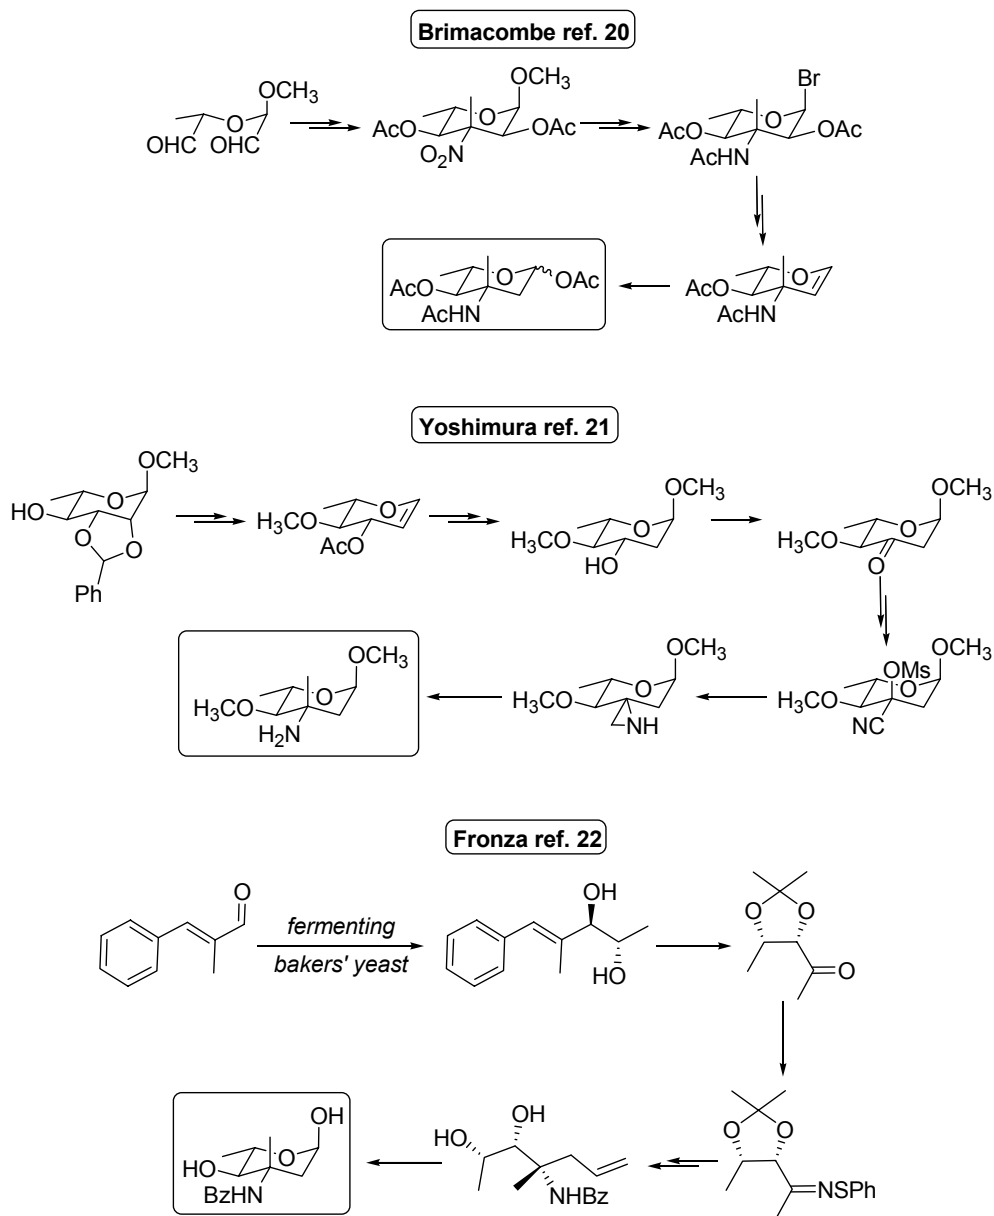 Brimacombe ref. 20
OCH₃
O
OHC OHC
OCH₃
O
AcO
OAc
O₂N
Br
O
AcO
OAc
AcHN
O
AcO
OAc
AcHN
O
AcO
AcHN
Yoshimura ref. 21
OCH₃
O
HO
O
O
Ph
O
H₃CO
AcO
OCH₃
O
H₃CO
HO
OCH₃
O
H₃CO
O
OCH₃
O
H₃CO
H₂N
OCH₃
O
H₃CO
NH
OCH₃
OMs
O
H₃CO
NC
Fronza ref. 22
O
fermenting
bakers' yeast
OH
HO
O
O
O
OH
O
HO
BzHN
OH
HO
NHBz
O
O
NSPh